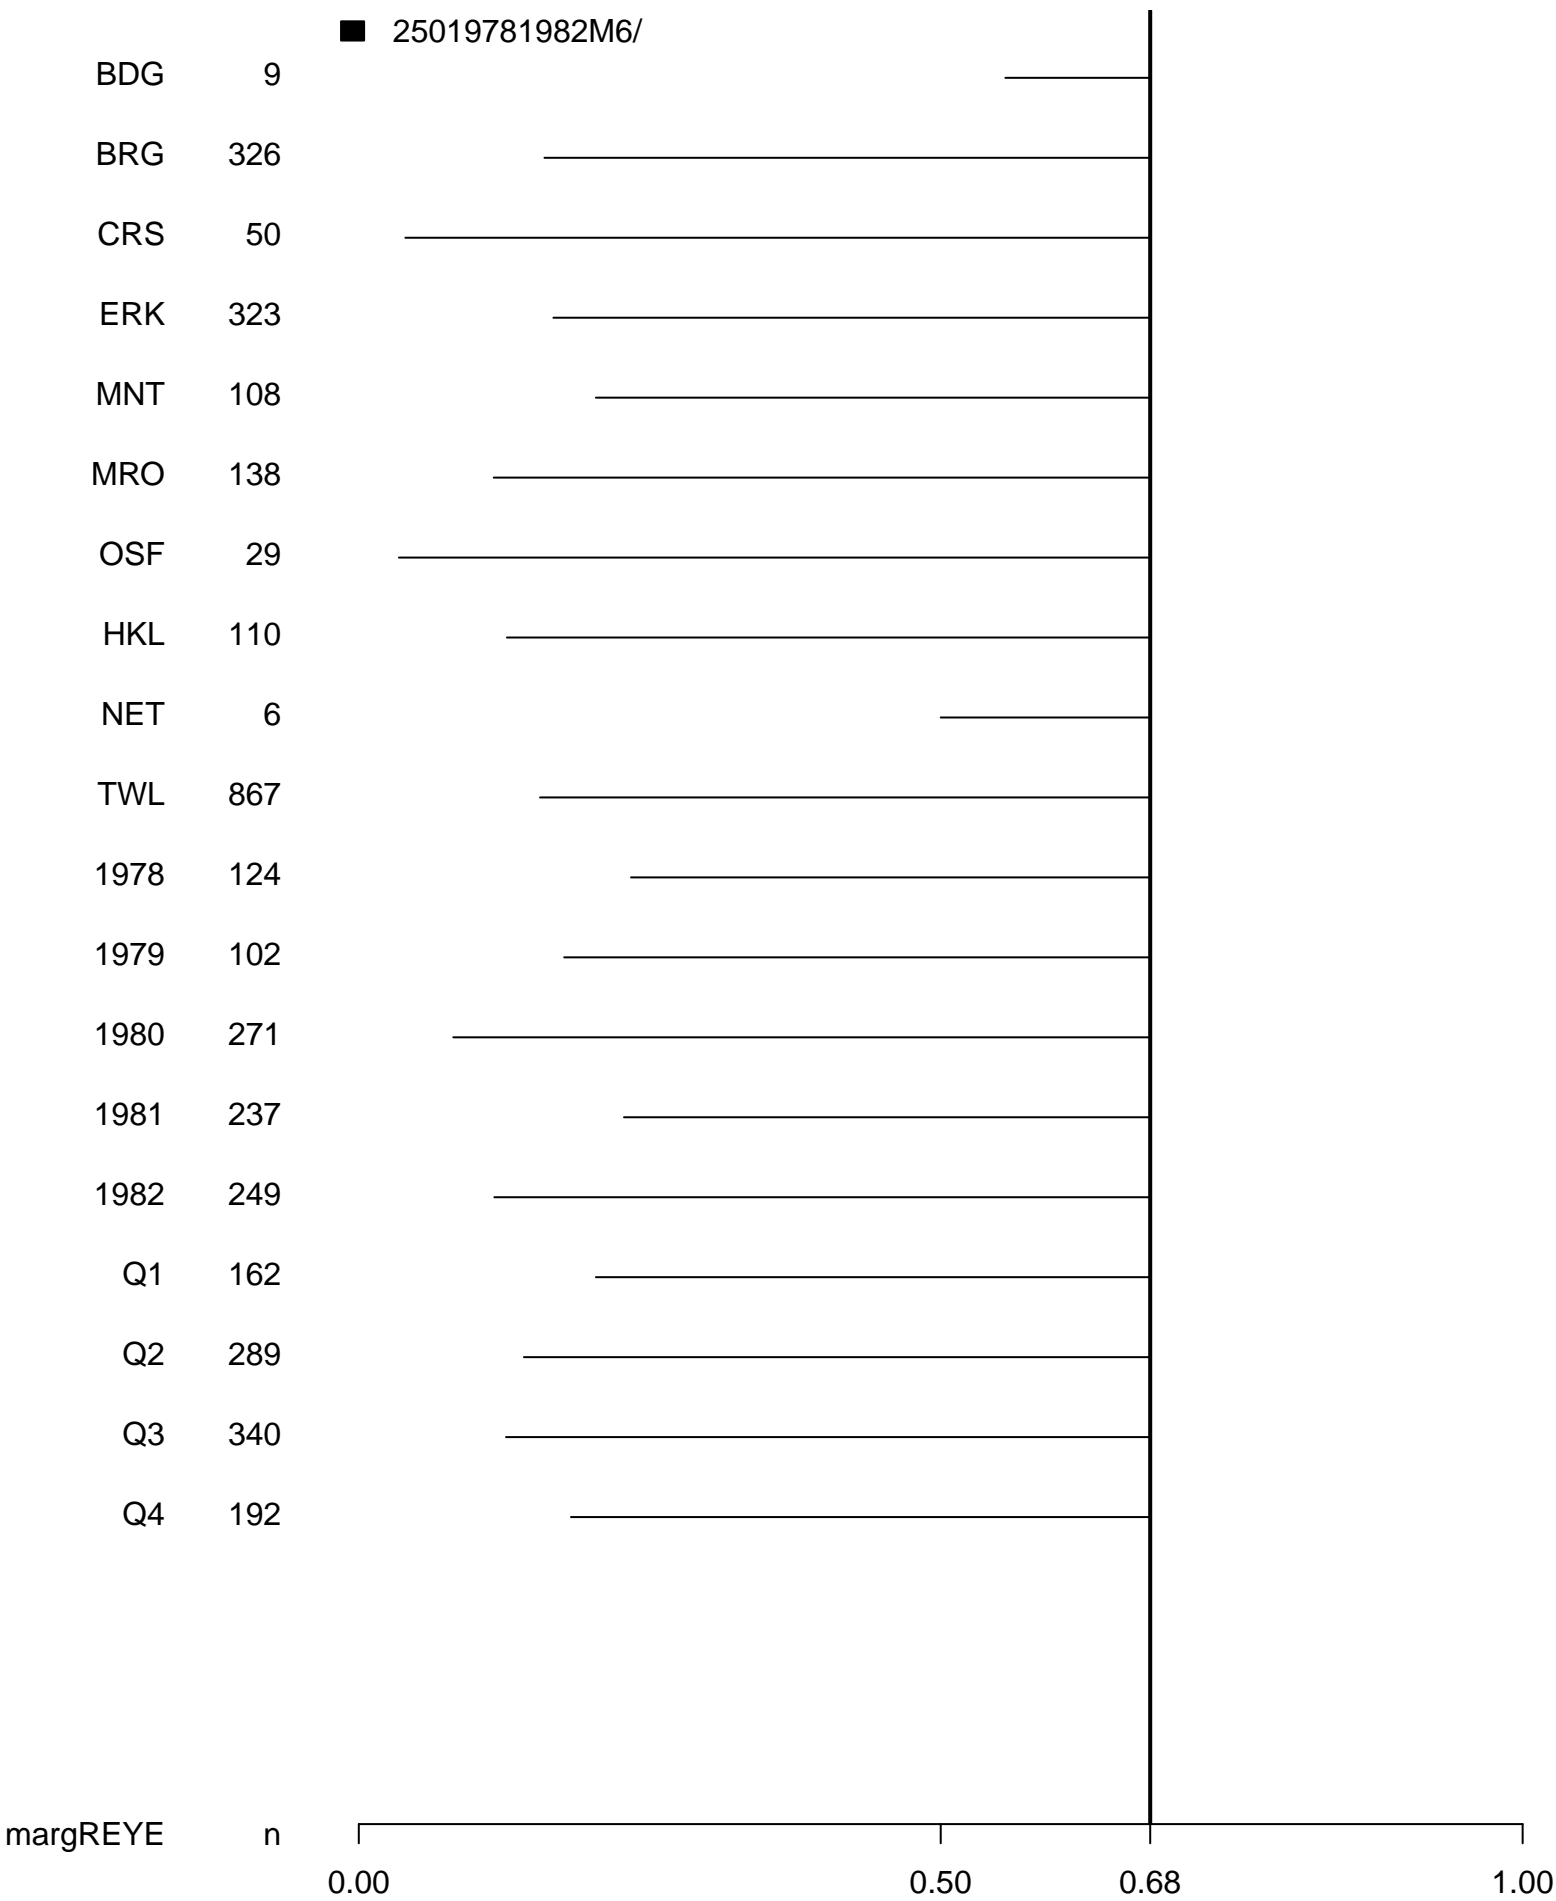 25019781982M6/
BDG 9
BRG 326
CRS 50
ERK 323
MNT 108
MRO 138
OSF 29
HKL 110
NET 6
TWL 867
1978 124
1979 102
1980 271
1981 237
1982 249
Q1 162
Q2 289
Q3 340
Q4 192
margREYE n
0.00 0.50 0.68 1.00